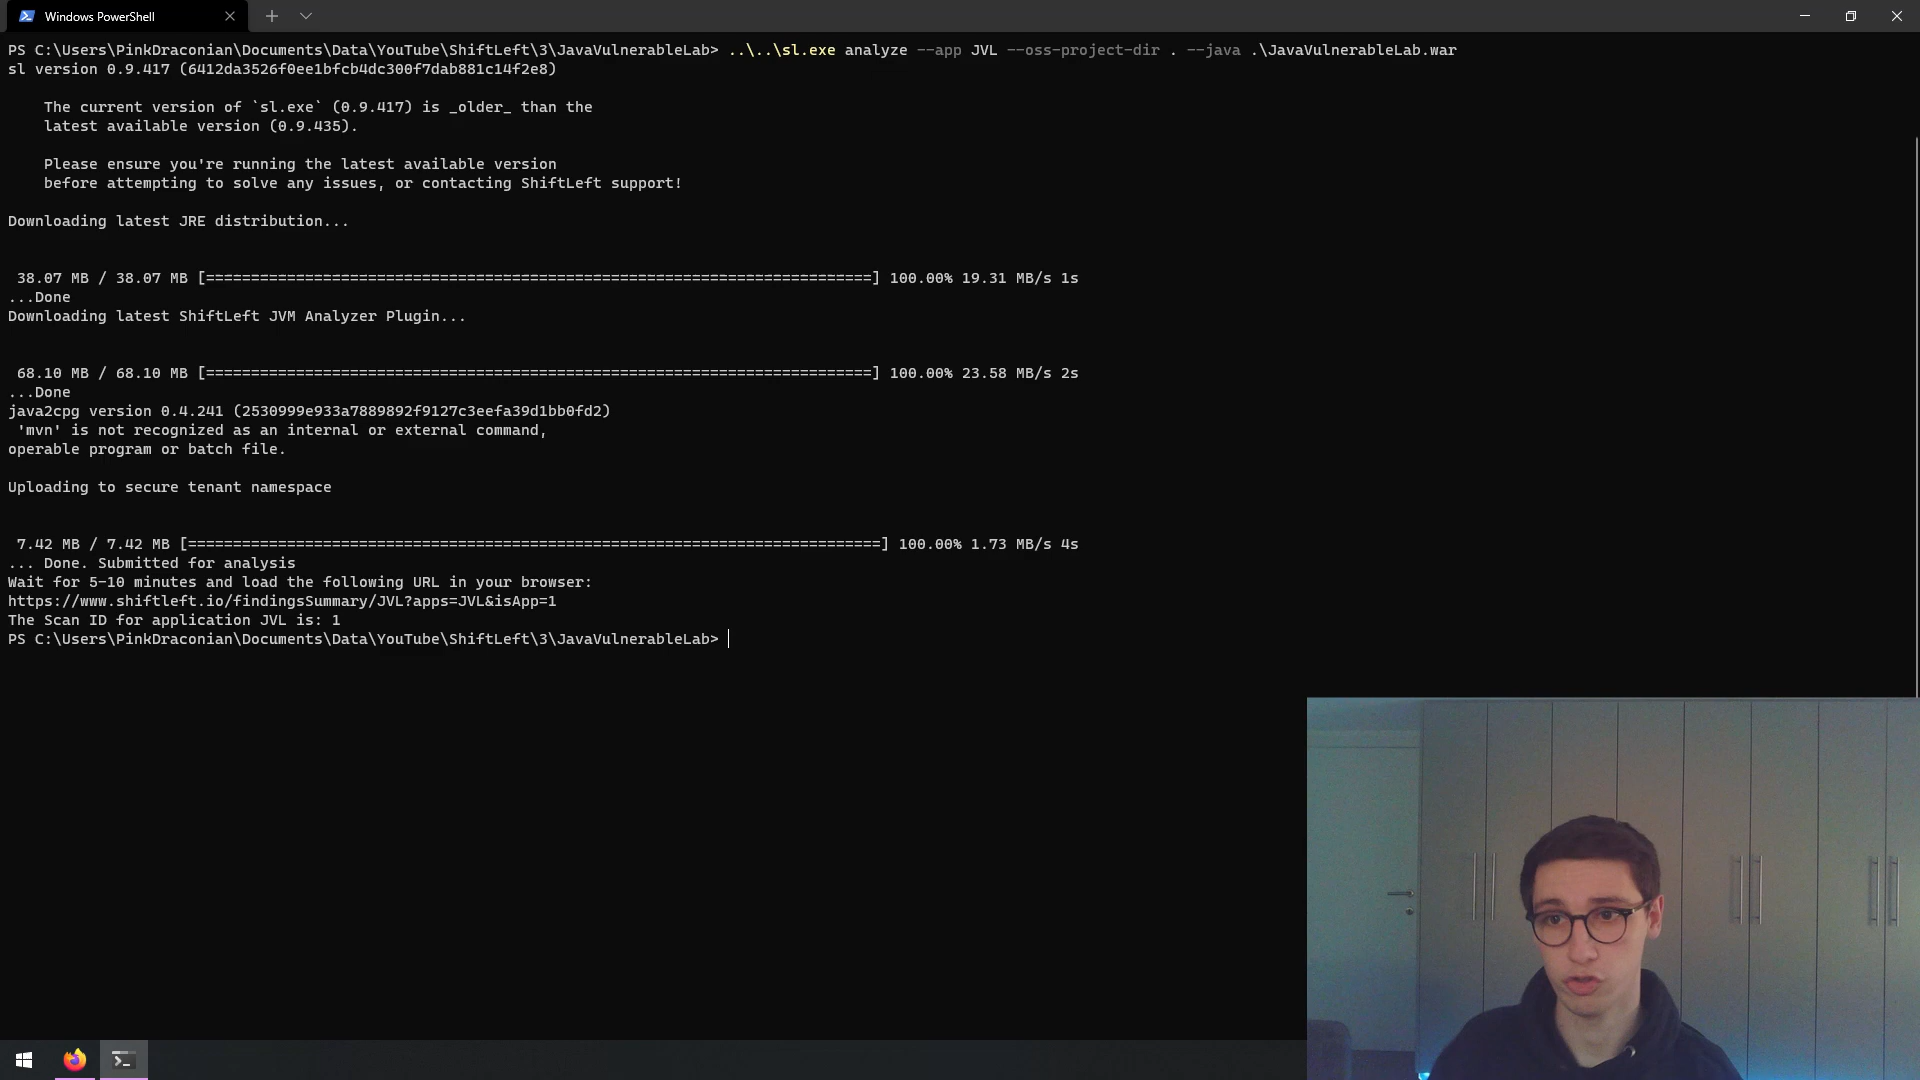 Windows PowerShell
PS C:\Users\PinkDraconian\Documents\Data\YouTube\ShiftLeft\3\JavaVulnerableLab> ..\..\sl.exe analyze --app JVL --oss-project-dir . --java .\JavaVulnerableLab.war
sl version 0.9.417 (6412da3526f0ee1bfcb4dc300f7dab881c14f2e8)
The current version of `sl.exe` (0.9.417) is _older_ than the
latest available version (0.9.435).
Please ensure you're running the latest available version
before attempting to solve any issues, or contacting ShiftLeft support!
Downloading latest JRE distribution...
38.07 MB / 38.07 MB [==========================================================================] 100.00% 19.31 MB/s 1s
...Done
Downloading latest ShiftLeft JVM Analyzer Plugin...
68.10 MB / 68.10 MB [==========================================================================] 100.00% 23.58 MB/s 2s
...Done
java2cpg version 0.4.241 (2530999e933a7889892f9127c3eefa39d1bb0fd2)
'mvn' is not recognized as an internal or external command,
operable program or batch file.
Uploading to secure tenant namespace
7.42 MB / 7.42 MB [=============================================================================] 100.00% 1.73 MB/s 4s
... Done. Submitted for analysis
Wait for 5-10 minutes and load the following URL in your browser:
https://www.shiftleft.io/findingsSummary/JVL?apps=JVL&isApp=1
The Scan ID for application JVL is: 1
PS C:\Users\PinkDraconian\Documents\Data\YouTube\ShiftLeft\3\JavaVulnerableLab>